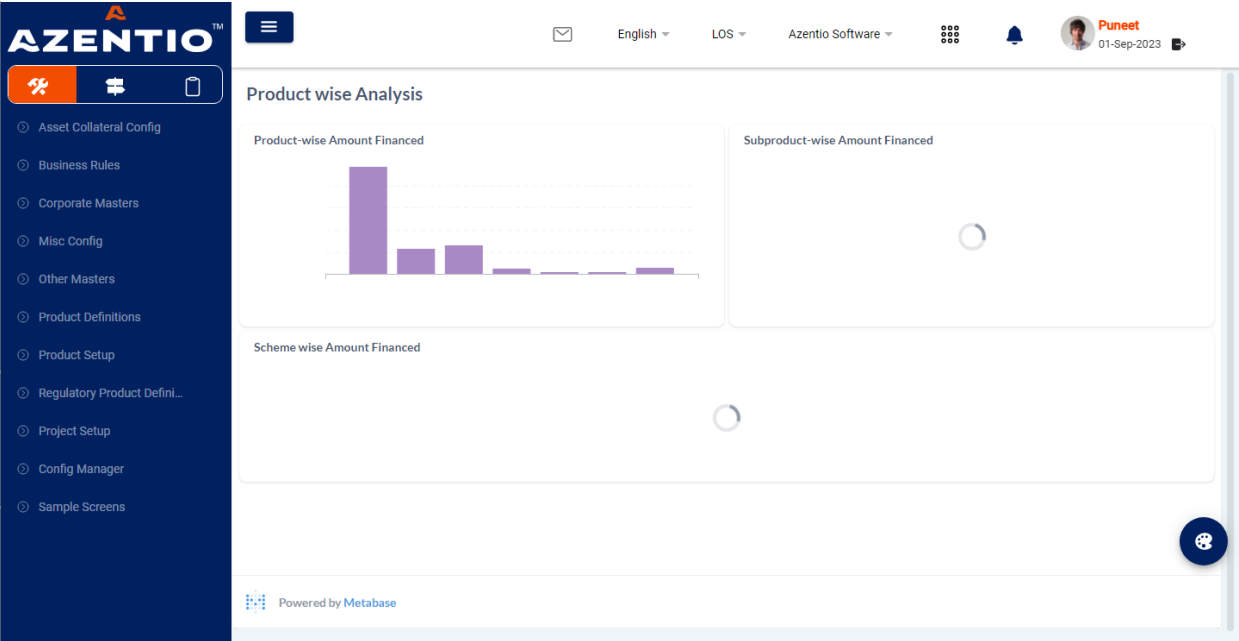 AZENTIO™
English
LOS
Azentio Software
Puneet
01-Sep-2023
Asset Collateral Config
Business Rules
Corporate Masters
Misc Config
Other Masters
Product Definitions
Product Setup
Regulatory Product Defini...
Project Setup
Config Manager
Sample Screens
Product wise Analysis
Product-wise Amount Financed
Subproduct-wise Amount Financed
Scheme wise Amount Financed
Powered by Metabase